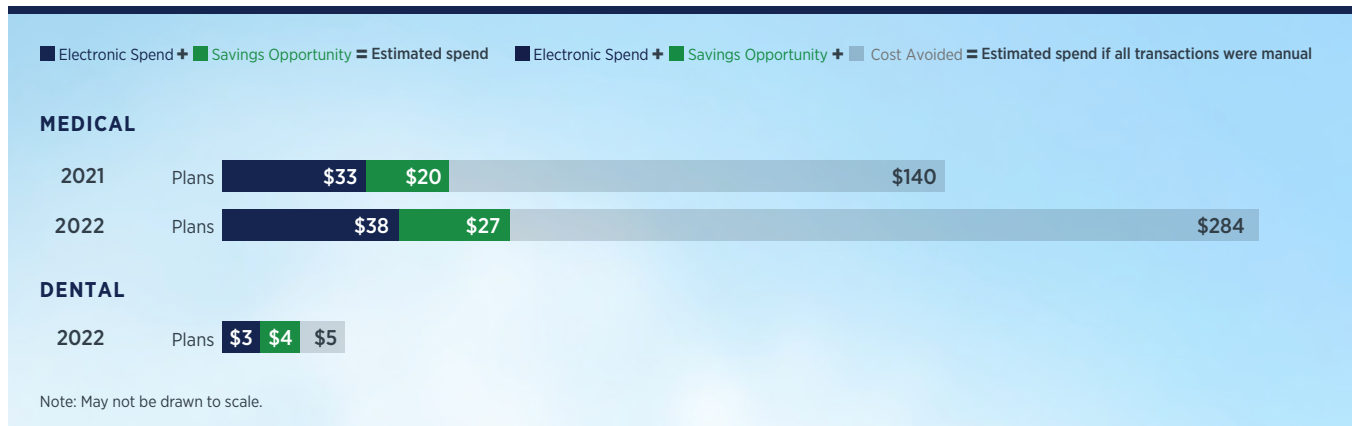 Electronic Spend + Savings Opportunity = Estimated spend Electronic Spend + Savings Opportunity + Cost Avoided = Estimated spend if all transactions were manual
MEDICAL
2021 Plans $33 $20 $140
2022 Plans $38 $27 $284
DENTAL
2022 Plans $3 $4 $5
Note: May not be drawn to scale.